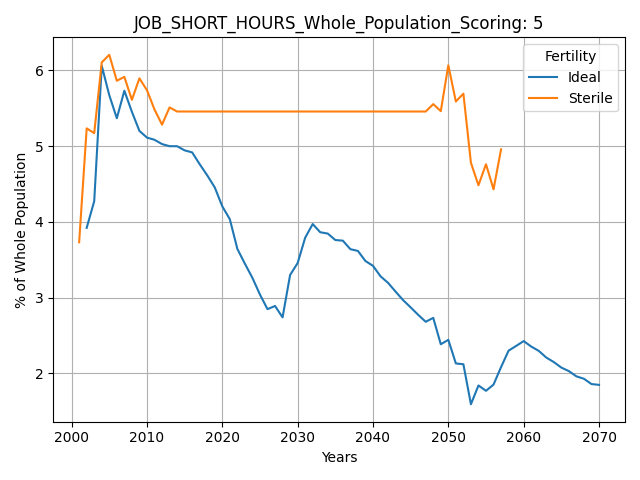 JOB_SHORT_HOURS_Whole_Population_Scoring: 5
Fertility
Ideal
Sterile
% of Whole Population
6
5
4
3
2
2000 2010 2020 2030 2040 2050 2060 2070
Years